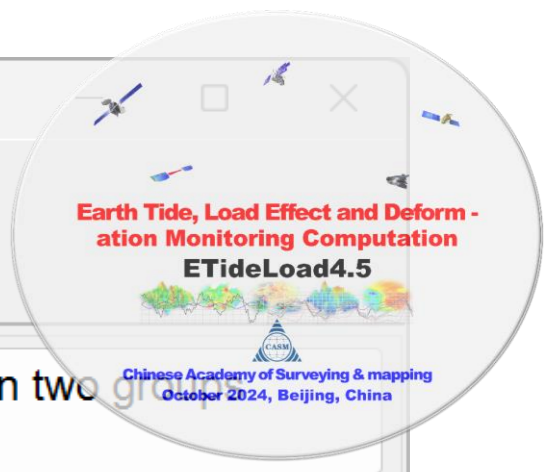 Earth Tide, Load Effect and Deform -
ation Monitoring Computation
ETideLoad4.5
CASM
n two groups
Chinese Academy of Surveying & mapping
October 2024, Beijing, China